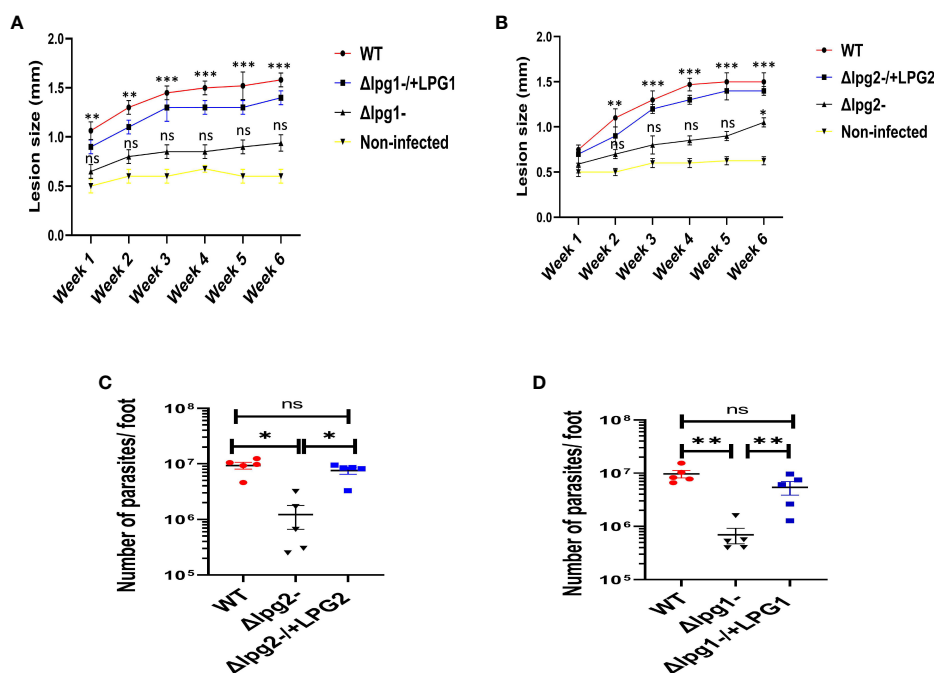 A
Lesion size (mm)
2.0
1.5
1.0
0.5
0.0
** ** *** *** *** ***
ns ns ns ns ns ns
Week 1
Week 2
Week 3
Week 4
Week 5
Week 6
WT
Δlpg1-/+LPG1
Δlpg1-
Non-infected
B
Lesion size (mm)
2.0
1.5
1.0
0.5
0.0
** *** *** *** ***
ns ns ns ns *
Week 1
Week 2
Week 3
Week 4
Week 5
Week 6
WT
Δlpg2-/+LPG2
Δlpg2-
Non-infected
C
Number of parasites/ foot
10⁸
10⁷
10⁶
10⁵
ns
* *
WT
Δlpg2-
Δlpg2-/+LPG2
D
Number of parasites/ foot
10⁸
10⁷
10⁶
10⁵
ns
** **
WT
Δlpg1-
Δlpg1-/+LPG1